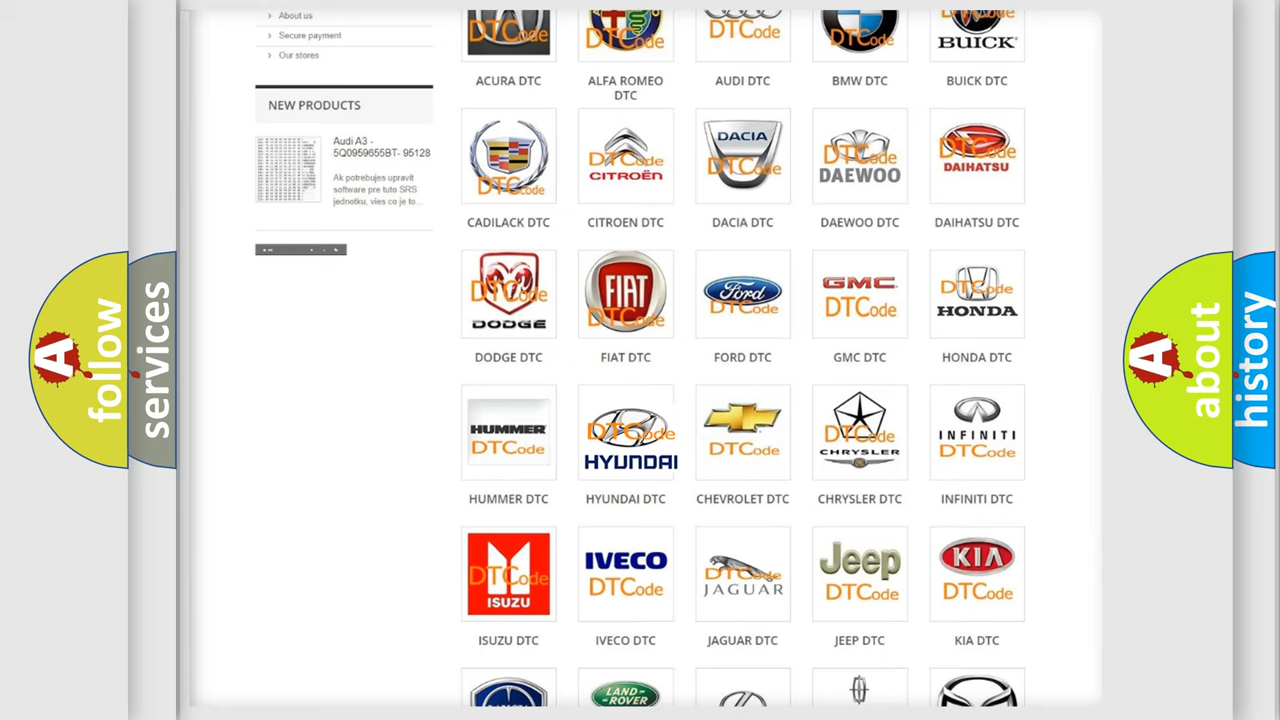 About us
Secure payment
Our stores
NEW PRODUCTS
Audi A3 -
5Q0959655BT- 95128
Ak potrebujes upravit
software pre tuto SRS
jednotku, vies co je to...
DTCode DTCode DTCode DTCode BUICK
ACURA DTC
ALFA ROMEO
DTC
AUDI DTC
BMW DTC
BUICK DTC
DTCode
DTCode
CITROËN
DACIA
DTCode
DTCode
DAEWOO
DTCode
DAIHATSU
CADILACK DTC
CITROEN DTC
DACIA DTC
DAEWOO DTC
DAIHATSU DTC
DTCode
DODGE
FIAT
DTCode
Ford
DTCode
GMC
DTCode
DTCode
HONDA
DODGE DTC
FIAT DTC
FORD DTC
GMC DTC
HONDA DTC
HUMMER
DTCode
DTCode
HYUNDAI
DTCode
DTCode
CHRYSLER
INFINITI
DTCode
HUMMER DTC
HYUNDAI DTC
CHEVROLET DTC
CHRYSLER DTC
INFINITI DTC
DTCode
ISUZU
IVECO
DTCode
DTCode
JAGUAR
Jeep
DTCode
KIA
DTCode
ISUZU DTC
IVECO DTC
JAGUAR DTC
JEEP DTC
KIA DTC
LAND-
ROVER
A
follow
services
A
about
history